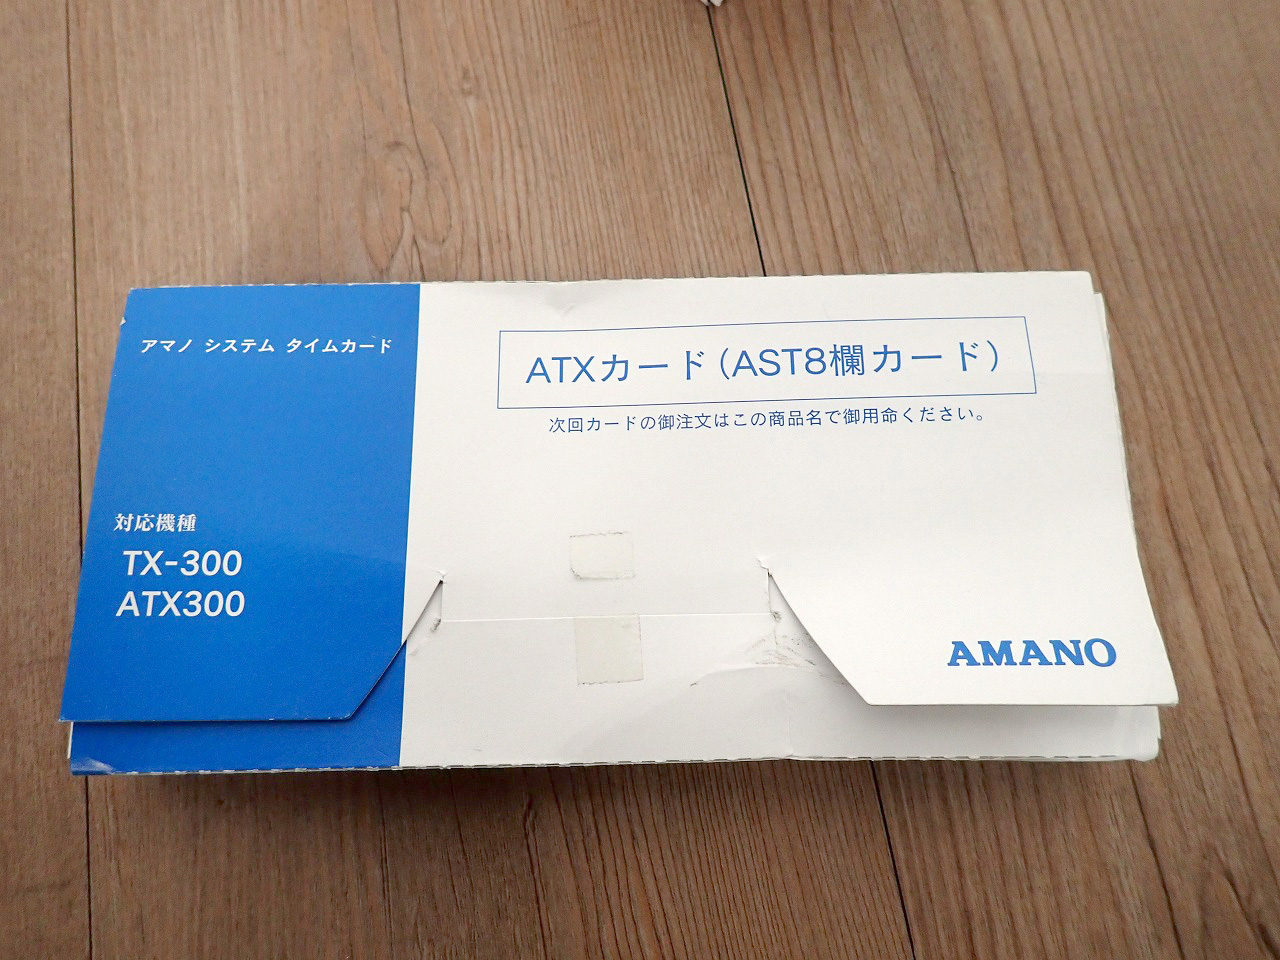 アマノ システム タイムカード
対応機種
TX-300
ATX300
ATXカード(AST8欄カード)
次回カードの御注文はこの商品名で御用命ください。
AMANO